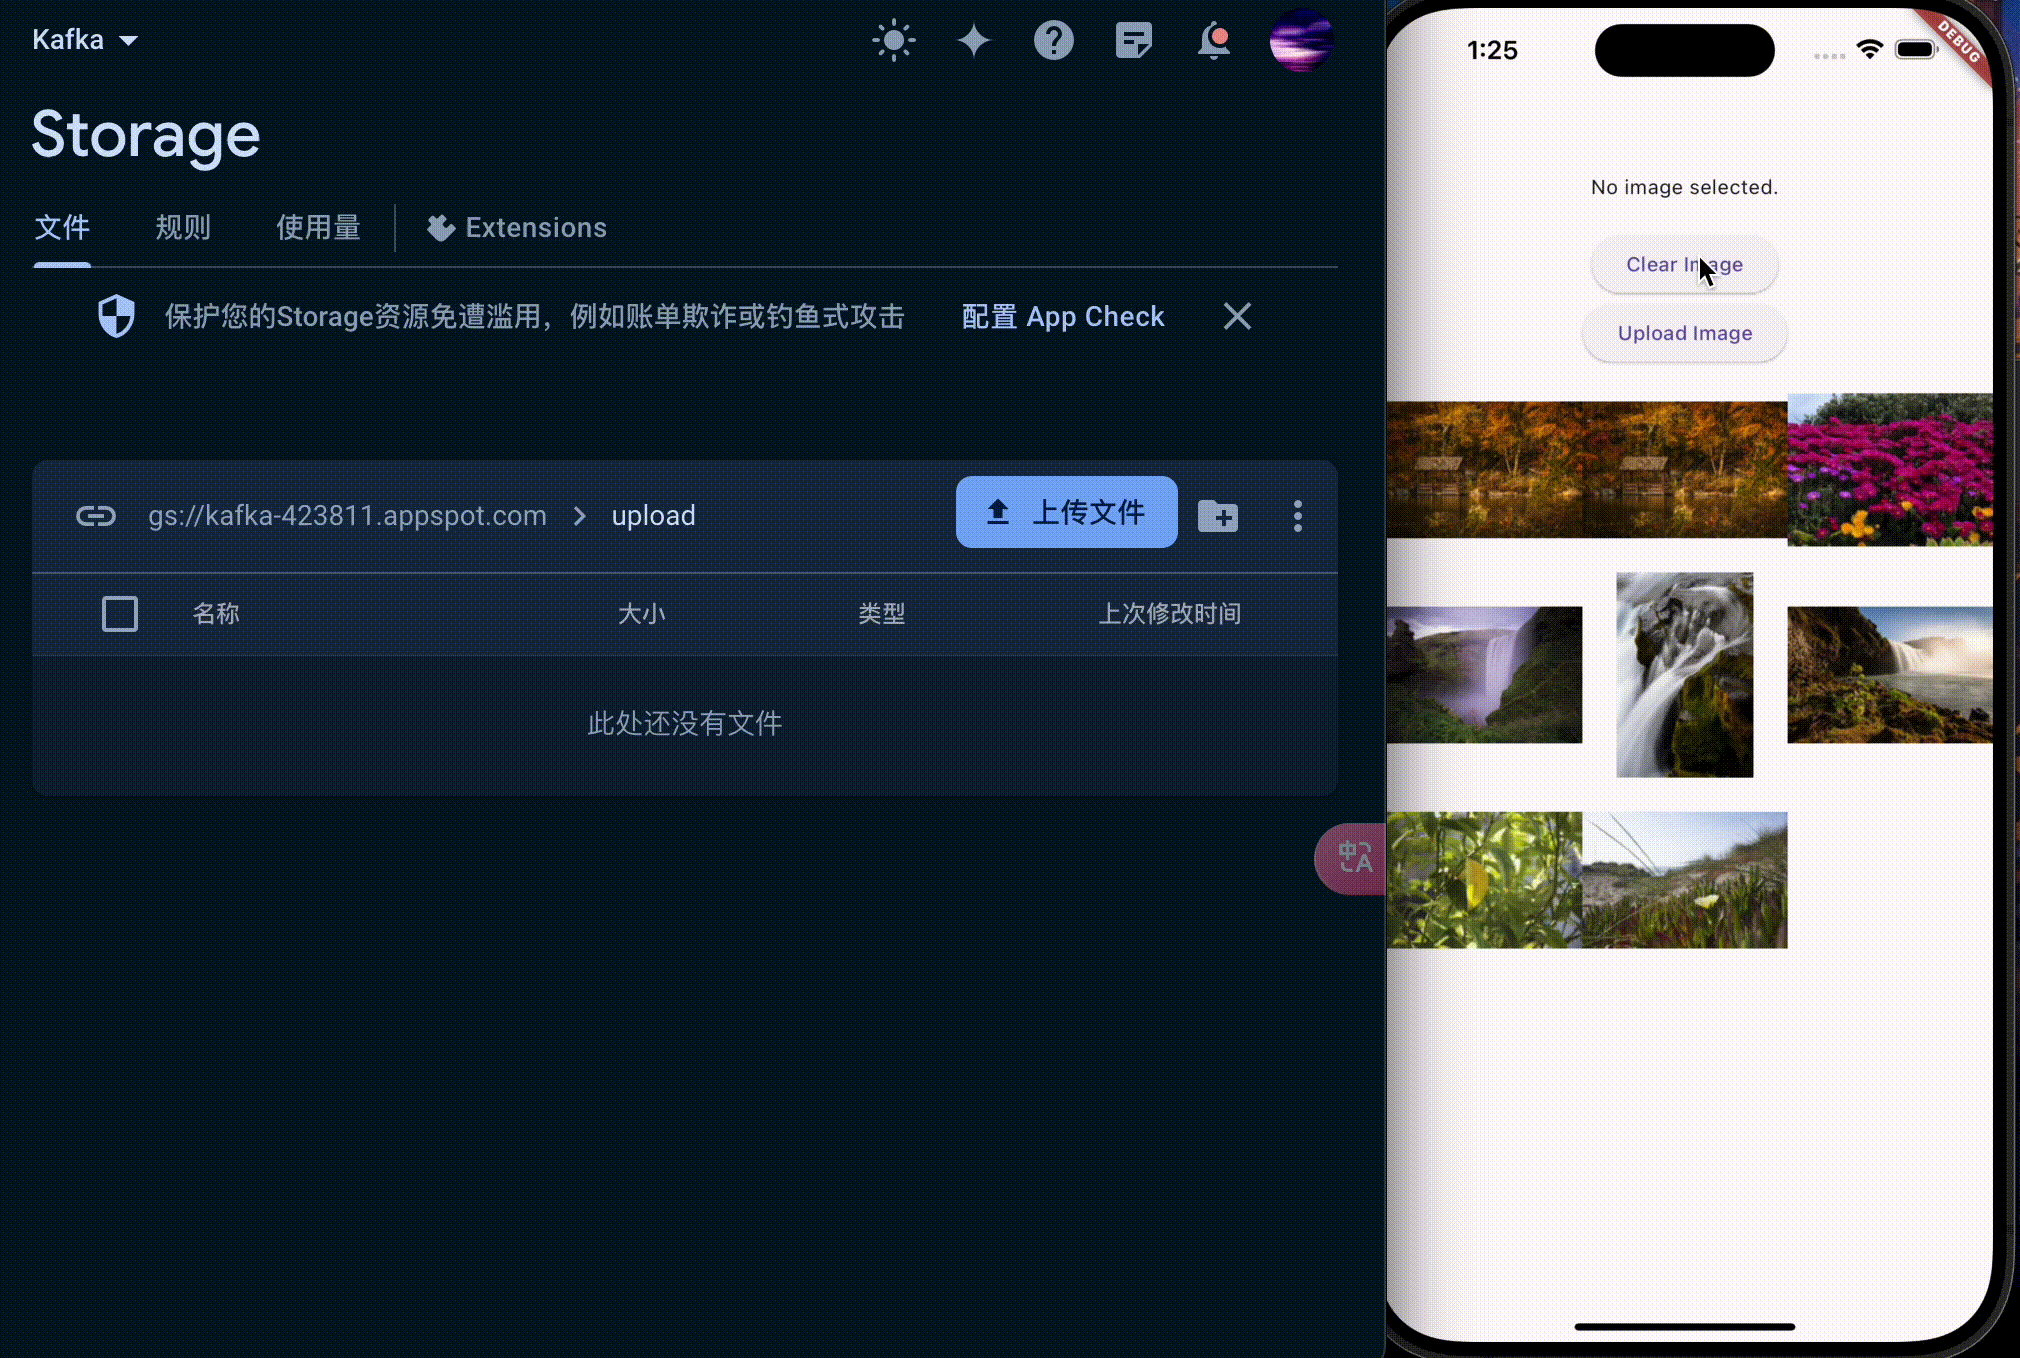 Kafka
Storage
文件 规则 使用量 Extensions
保护您的Storage资源免遭滥用，例如账单欺诈或钓鱼式攻击 配置 App Check
gs://kafka-423811.appspot.com > upload 上传文件
名称 大小 类型 上次修改时间
此处还没有文件
中A
1:25
DEBUG
No image selected.
Clear Image
Upload Image